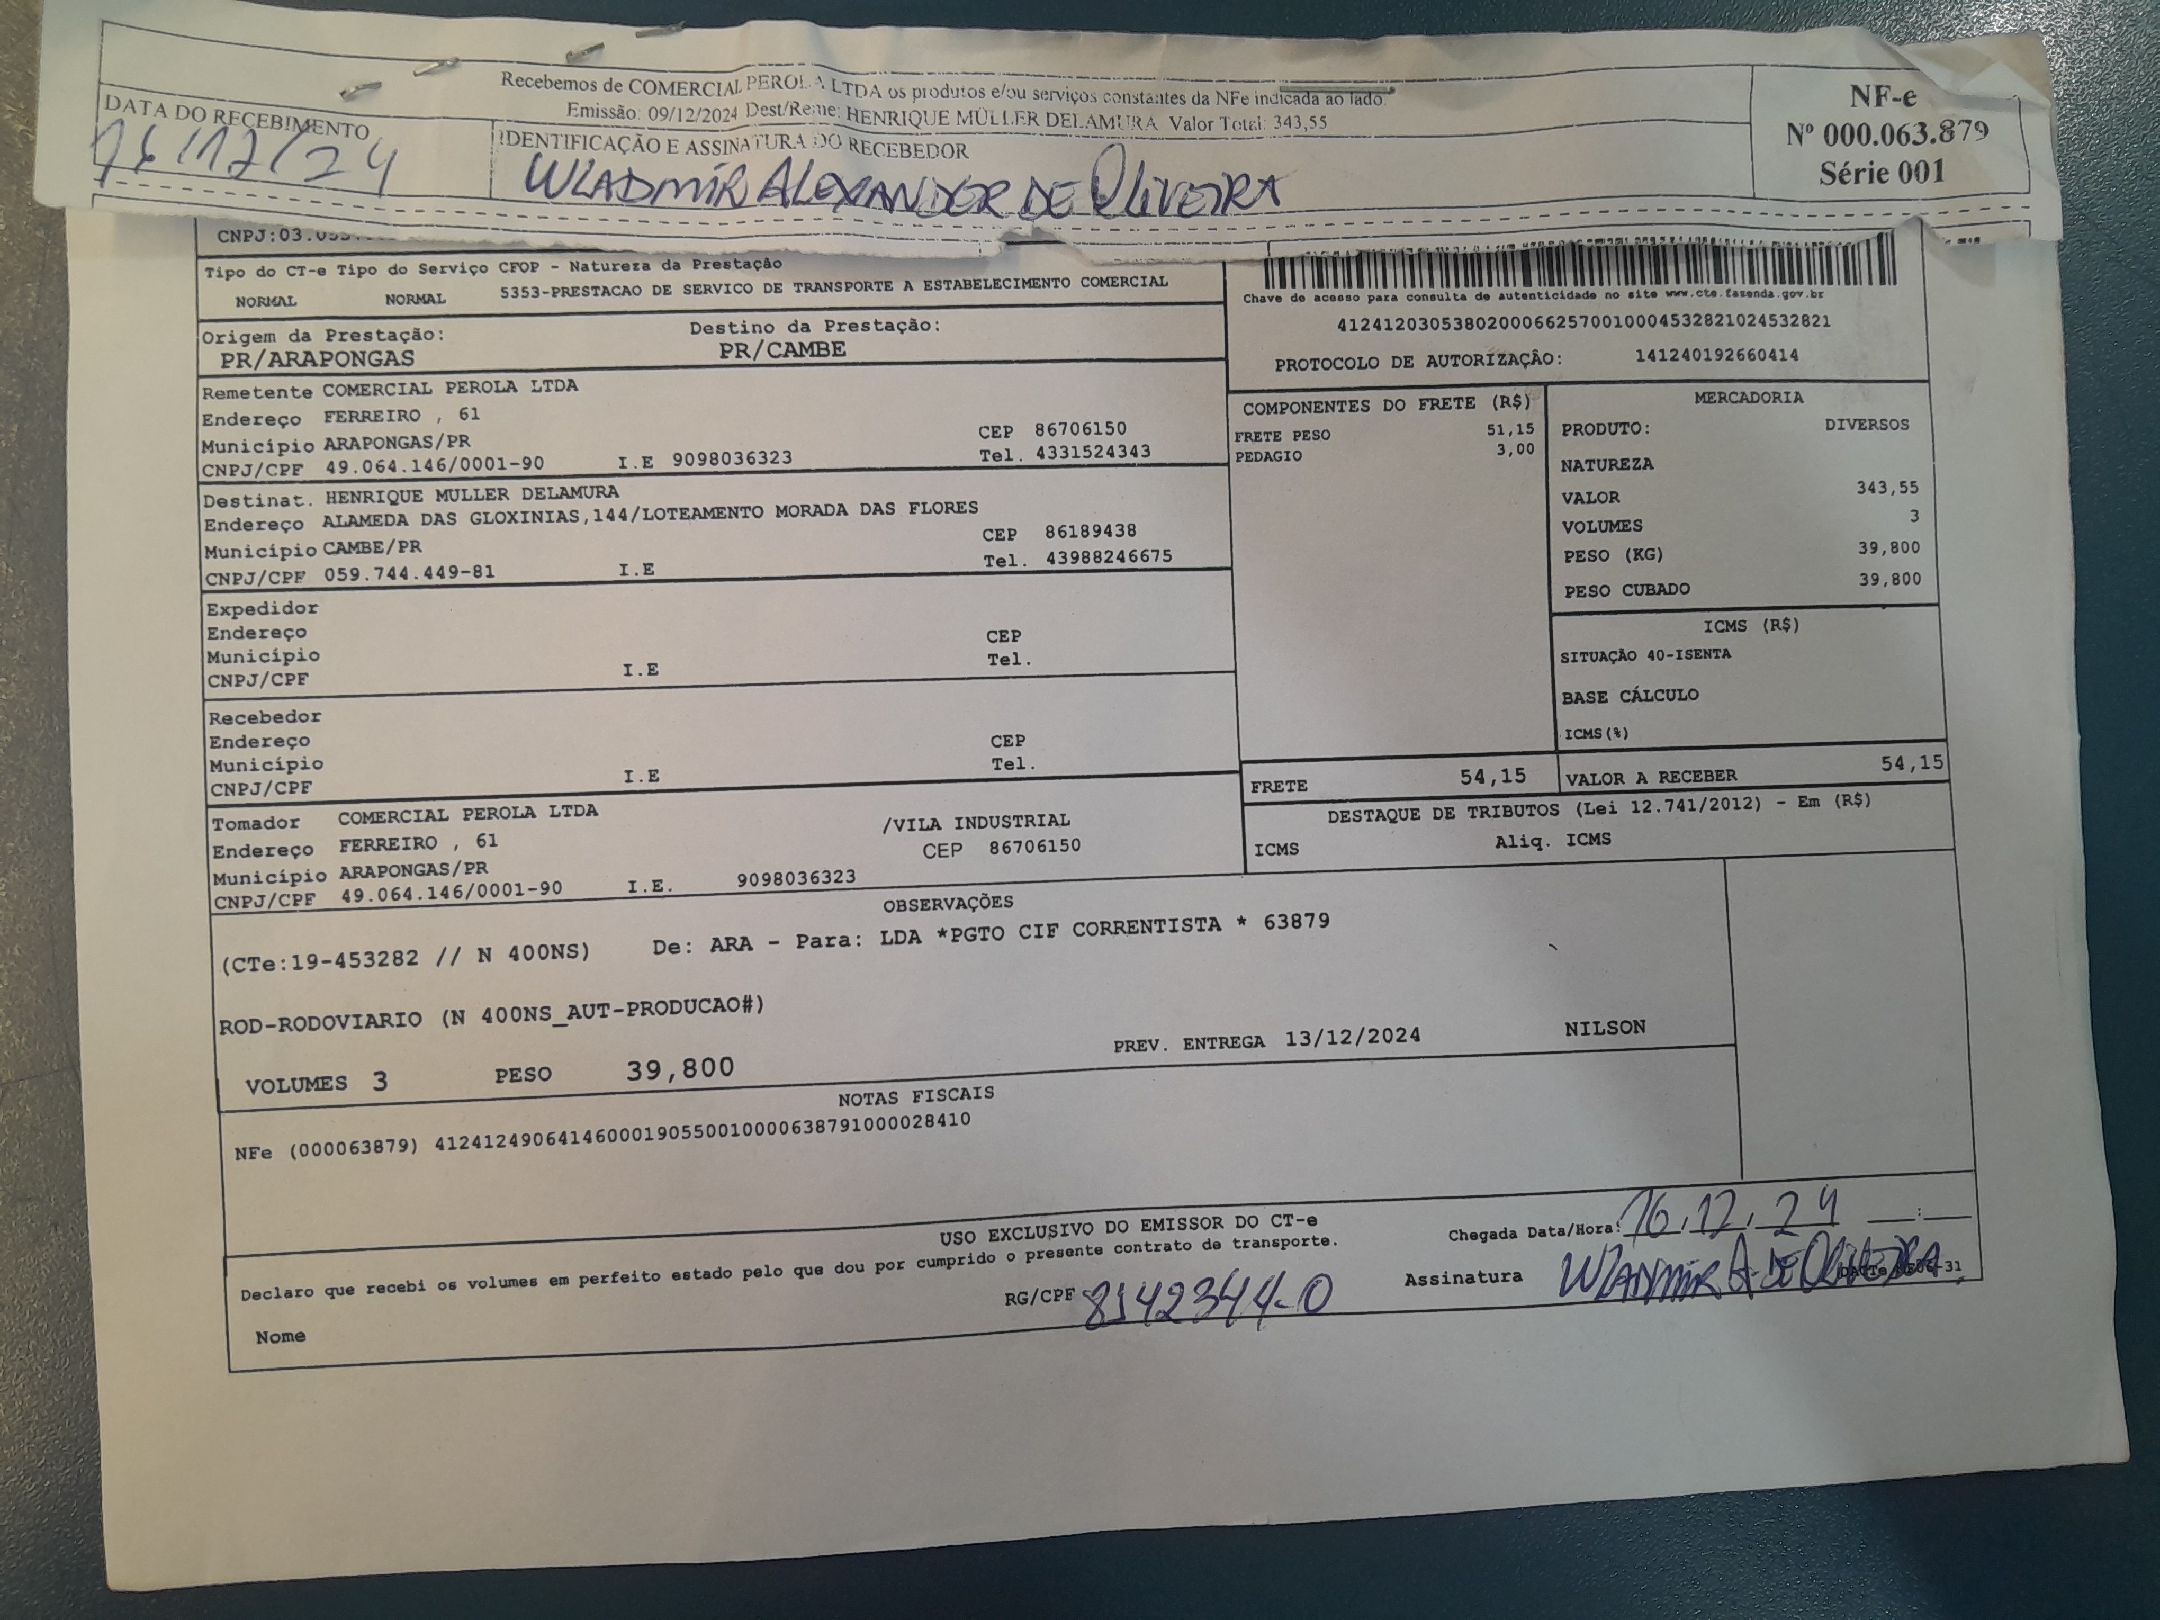 Recebemos de COMERCIAL PEROLA LTDA os produtos e/ou serviços constantes da NFe indicada ao lado.
Emissão: 09/12/2024 Dest/Reme: HENRIQUE MÜLLER DELAMURA Valor Total: 343,55
DATA DO RECEBIMENTO
16/12/24
IDENTIFICAÇÃO E ASSINATURA DO RECEBEDOR
WLADMIR ALEXANDER DE OLIVEIRA
NF-e
Nº 000.063.879
Série 001
CNPJ:03.053.
Tipo do CT-e Tipo do Serviço CFOP - Natureza da Prestação
NORMAL NORMAL 5353-PRESTACAO DE SERVICO DE TRANSPORTE A ESTABELECIMENTO COMERCIAL
Chave de acesso para consulta de autenticidade no site www.cte.fazenda.gov.br
41241203053802000662570010004532821024532821
PROTOCOLO DE AUTORIZAÇÃO: 141240192660414
Origem da Prestação: Destino da Prestação:
PR/ARAPONGAS PR/CAMBE
Remetente COMERCIAL PEROLA LTDA
Endereço FERREIRO , 61
Município ARAPONGAS/PR CEP 86706150
CNPJ/CPF 49.064.146/0001-90 I.E 9098036323 Tel. 4331524343
Destinat. HENRIQUE MULLER DELAMURA
Endereço ALAMEDA DAS GLOXINIAS,144/LOTEAMENTO MORADA DAS FLORES
Município CAMBE/PR CEP 86189438
CNPJ/CPF 059.744.449-81 I.E Tel. 43988246675
Expedidor
Endereço
Município CEP
CNPJ/CPF I.E Tel.
Recebedor
Endereço
Município CEP
CNPJ/CPF I.E Tel.
Tomador COMERCIAL PEROLA LTDA
Endereço FERREIRO , 61 /VILA INDUSTRIAL
Município ARAPONGAS/PR CEP 86706150
CNPJ/CPF 49.064.146/0001-90 I.E. 9098036323
COMPONENTES DO FRETE (R$)
FRETE PESO 51,15
PEDAGIO 3,00
MERCADORIA
PRODUTO: DIVERSOS
NATUREZA
VALOR 343,55
VOLUMES 3
PESO (KG) 39,800
PESO CUBADO 39,800
ICMS (R$)
SITUAÇÃO 40-ISENTA
BASE CÁLCULO
ICMS(%)
FRETE 54,15 VALOR A RECEBER 54,15
DESTAQUE DE TRIBUTOS (Lei 12.741/2012) - Em (R$)
ICMS Aliq. ICMS
OBSERVAÇÕES
(CTe:19-453282 // N 400NS) De: ARA - Para: LDA *PGTO CIF CORRENTISTA * 63879
ROD-RODOVIARIO (N 400NS_AUT-PRODUCAO#)
VOLUMES 3 PESO 39,800 PREV. ENTREGA 13/12/2024 NILSON
NOTAS FISCAIS
NFe (000063879) 41241249064146000190550010000638791000028410
USO EXCLUSIVO DO EMISSOR DO CT-e
Declaro que recebi os volumes em perfeito estado pelo que dou por cumprido o presente contrato de transporte.
Chegada Data/Hora: 16.12.24 __:__
Nome RG/CPF 8142344-0 Assinatura WLADMIR A. DE OLIVEIRA